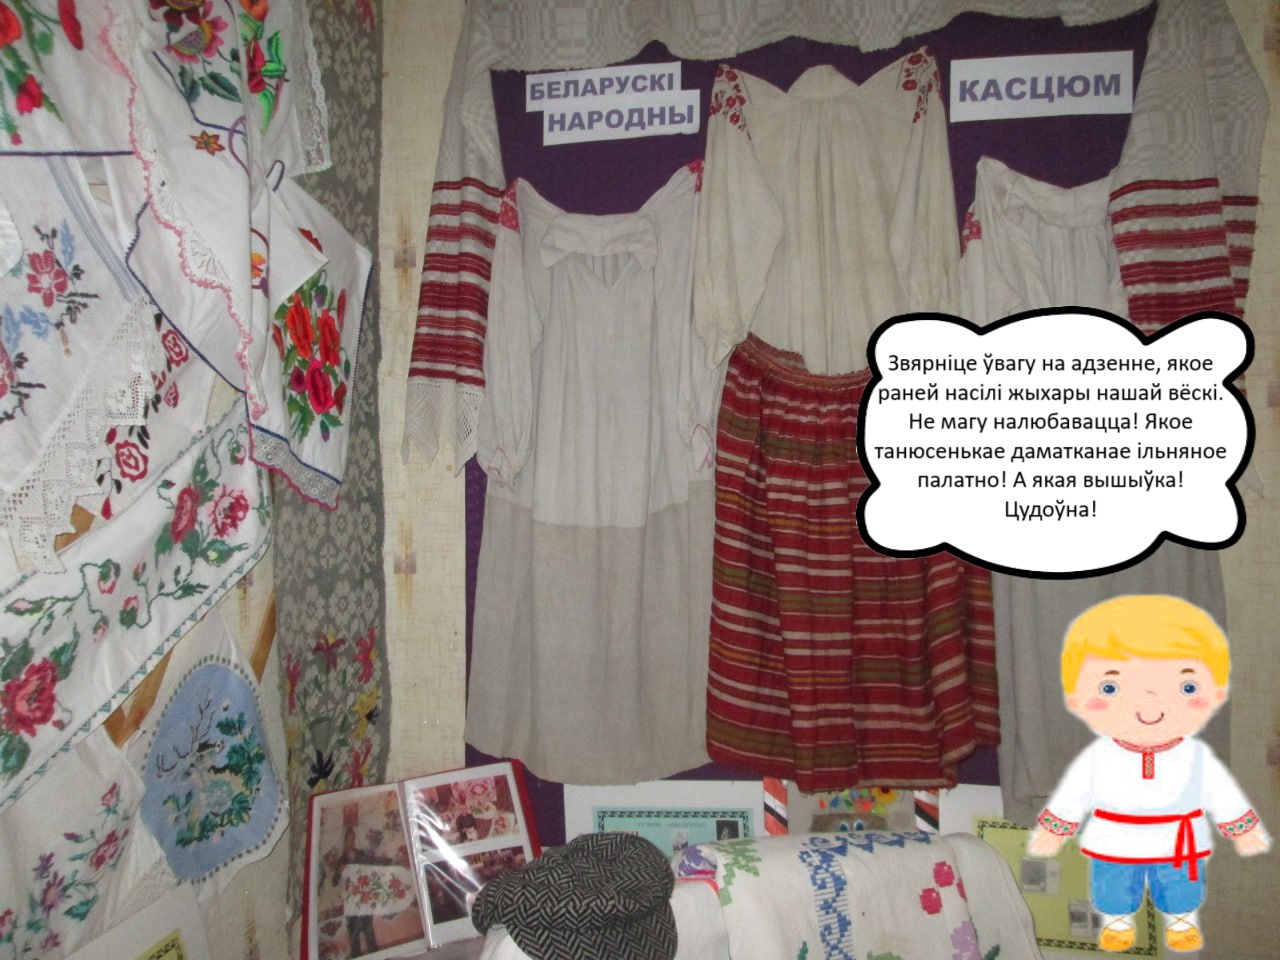 БЕЛАРУСКІ
НАРОДНЫ
КАСЦЮМ
Звярніце ўвагу на адзенне, якое
раней насілі жыхары нашай вёскі.
Не магу налюбавацца! Якое
танюсенькае даматканае ільняное
палатно! А якая вышыўка!
Цудоўна!